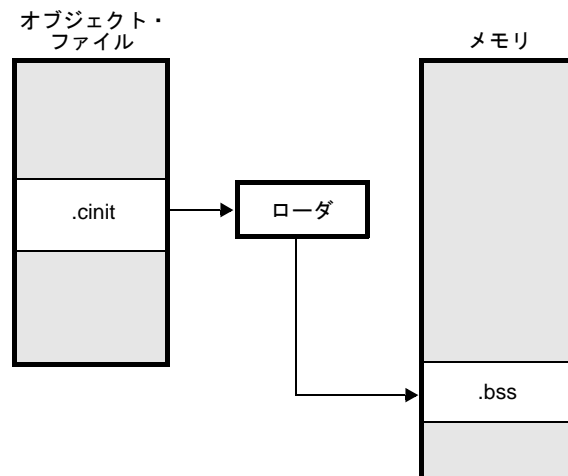 オブジェクト・
ファイル
メモリ
.cinit
ローダ
.bss